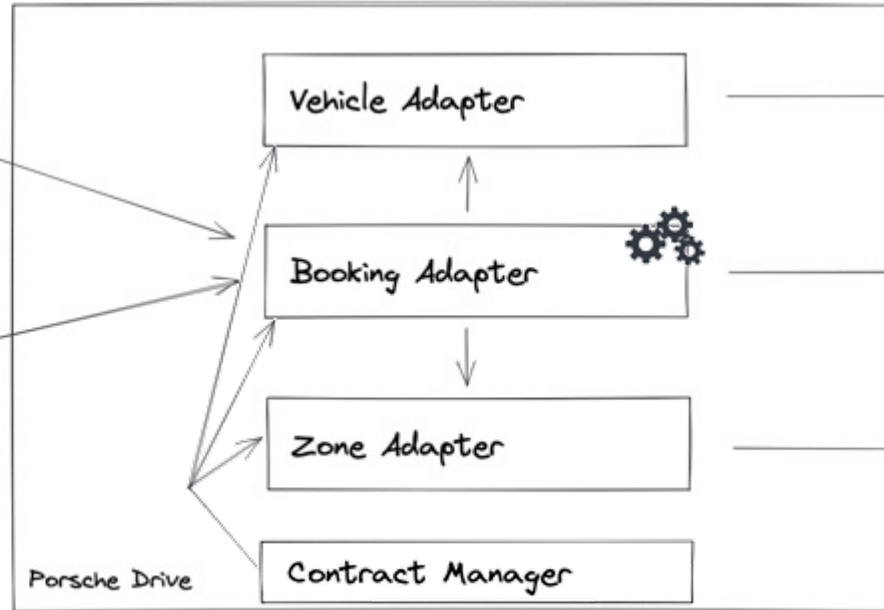 Vehicle Adapter
Booking Adapter
Zone Adapter
Contract Manager
Porsche Drive